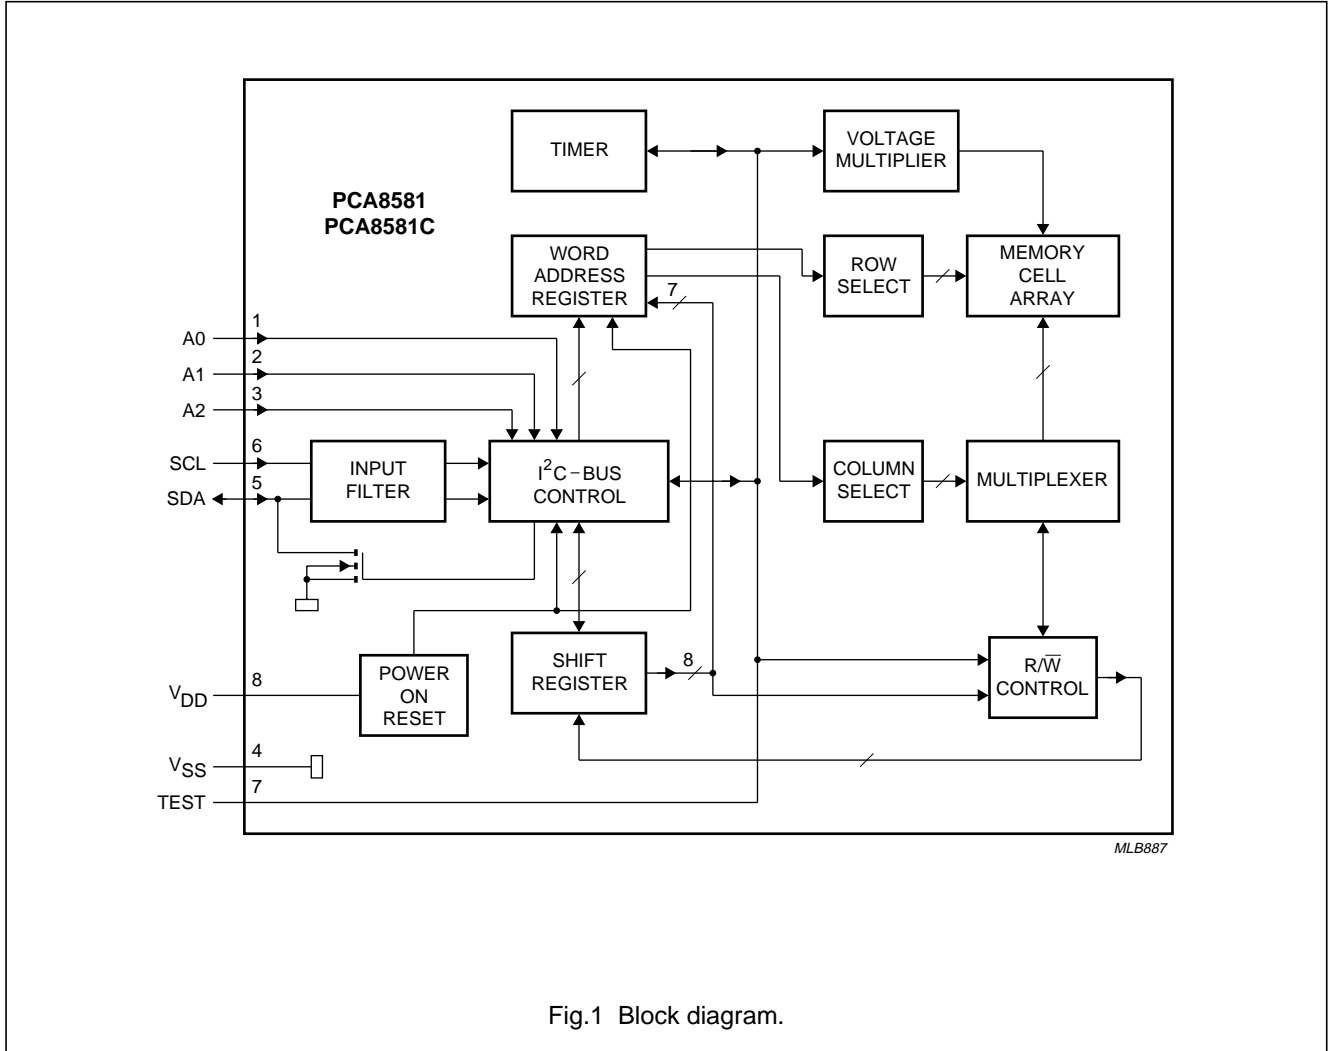 TIMER
VOLTAGE
MULTIPLIER
PCA8581
PCA8581C
WORD
ADDRESS
REGISTER
7
ROW
SELECT
MEMORY
CELL
ARRAY
A0
1
A1
2
A2
3
SCL
6
SDA
5
INPUT
FILTER
I²C–BUS
CONTROL
COLUMN
SELECT
MULTIPLEXER
VDD
8
POWER
ON
RESET
SHIFT
REGISTER
8
R/W̅
CONTROL
VSS
4
TEST
7
MLB887
Fig.1 Block diagram.